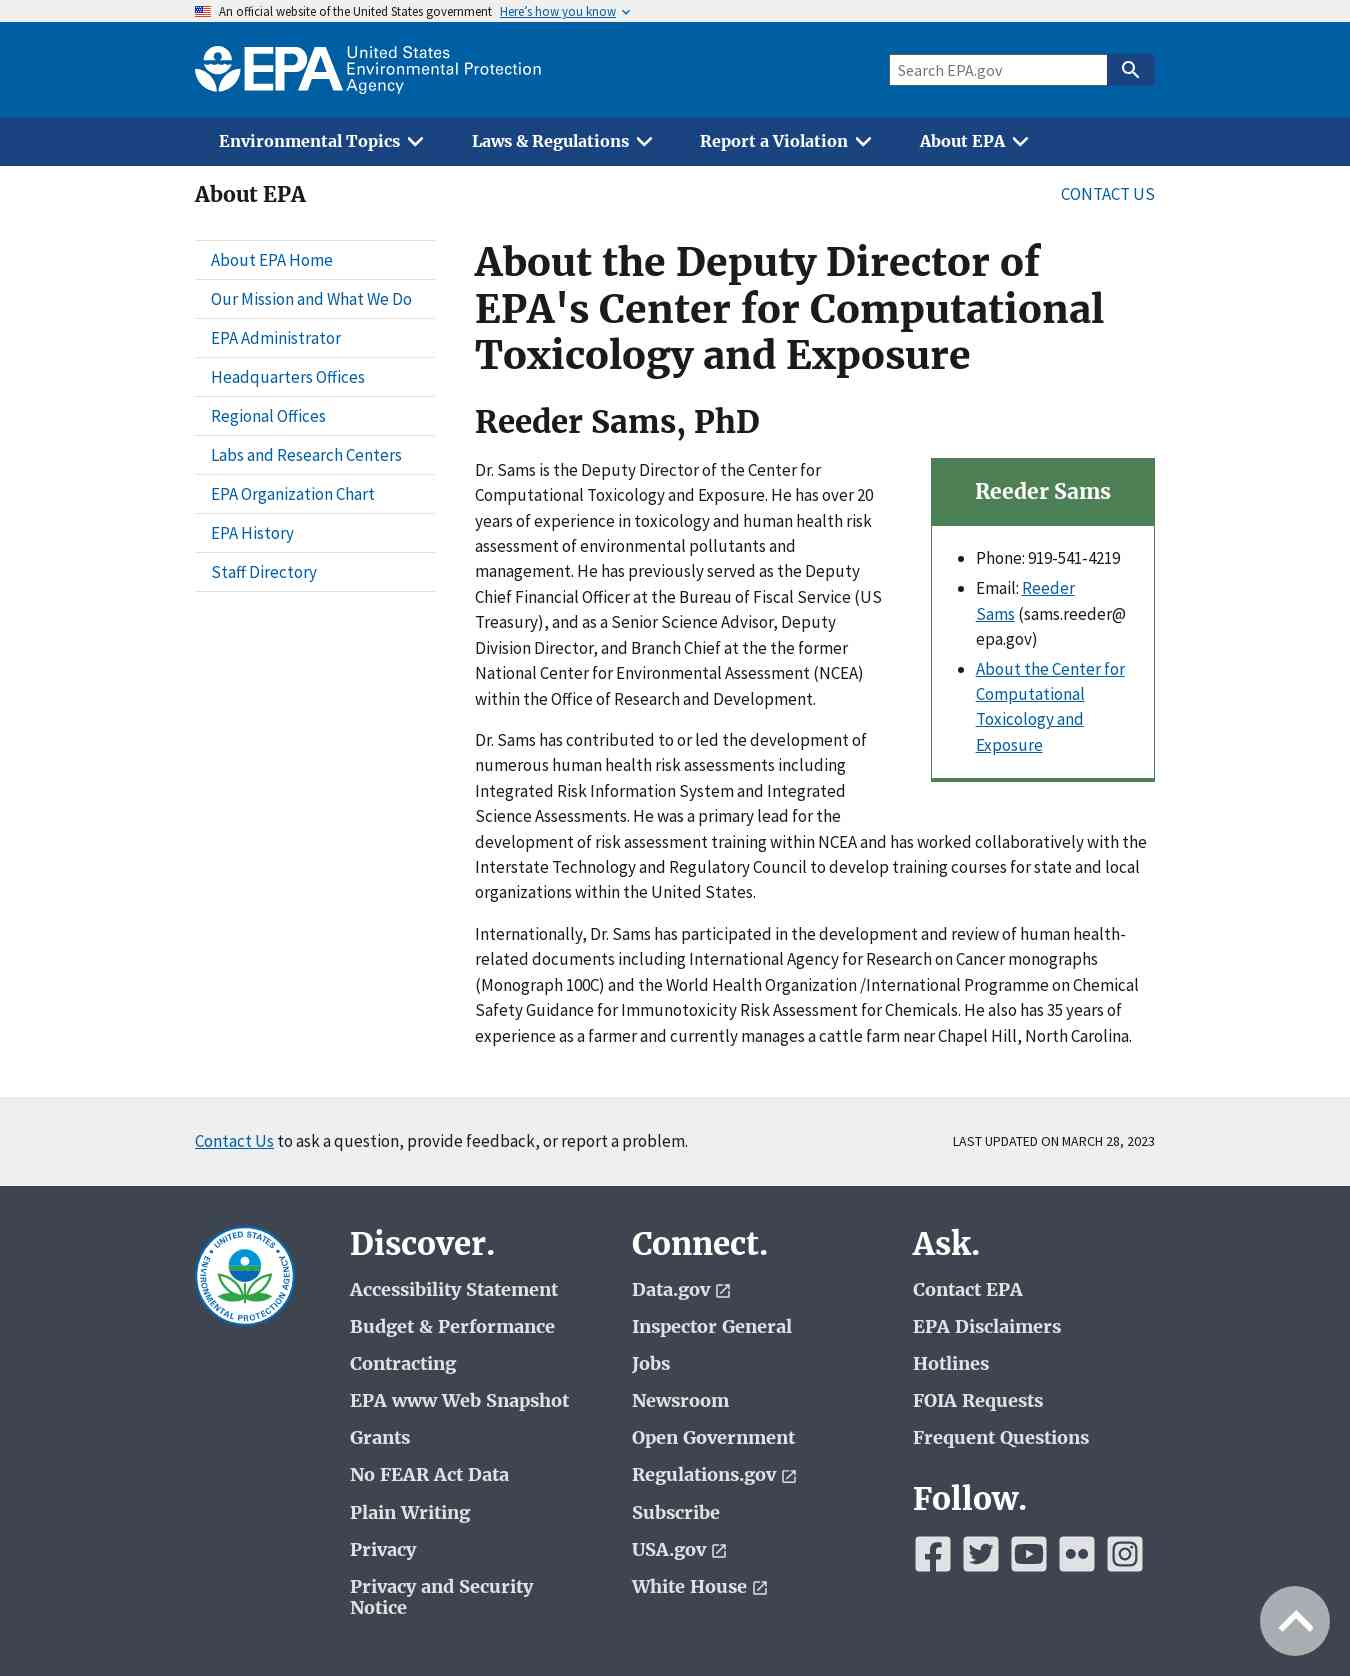 An official website of the United States government Here's how you know
EPA United States
Environmental Protection
Agency
Search EPA.gov
Environmental Topics
Laws & Regulations
Report a Violation
About EPA
About EPA
CONTACT US
About EPA Home
Our Mission and What We Do
EPA Administrator
Headquarters Offices
Regional Offices
Labs and Research Centers
EPA Organization Chart
EPA History
Staff Directory
About the Deputy Director of
EPA's Center for Computational
Toxicology and Exposure
Reeder Sams, PhD
Dr. Sams is the Deputy Director of the Center for
Computational Toxicology and Exposure. He has over 20
years of experience in toxicology and human health risk
assessment of environmental pollutants and
management. He has previously served as the Deputy
Chief Financial Officer at the Bureau of Fiscal Service (US
Treasury), and as a Senior Science Advisor, Deputy
Division Director, and Branch Chief at the the former
National Center for Environmental Assessment (NCEA)
within the Office of Research and Development.
Reeder Sams
Phone: 919-541-4219
Email: Reeder
Sams (sams.reeder@
epa.gov)
About the Center for
Computational
Toxicology and
Exposure
Dr. Sams has contributed to or led the development of
numerous human health risk assessments including
Integrated Risk Information System and Integrated
Science Assessments. He was a primary lead for the
development of risk assessment training within NCEA and has worked collaboratively with the
Interstate Technology and Regulatory Council to develop training courses for state and local
organizations within the United States.
Internationally, Dr. Sams has participated in the development and review of human health-
related documents including International Agency for Research on Cancer monographs
(Monograph 100C) and the World Health Organization /International Programme on Chemical
Safety Guidance for Immunotoxicity Risk Assessment for Chemicals. He also has 35 years of
experience as a farmer and currently manages a cattle farm near Chapel Hill, North Carolina.
Contact Us to ask a question, provide feedback, or report a problem.
LAST UPDATED ON MARCH 28, 2023
UNITED STATES
ENVIRONMENTAL PROTECTION AGENCY
Discover.
Accessibility Statement
Budget & Performance
Contracting
EPA www Web Snapshot
Grants
No FEAR Act Data
Plain Writing
Privacy
Privacy and Security
Notice
Connect.
Data.gov
Inspector General
Jobs
Newsroom
Open Government
Regulations.gov
Subscribe
USA.gov
White House
Ask.
Contact EPA
EPA Disclaimers
Hotlines
FOIA Requests
Frequent Questions
Follow.